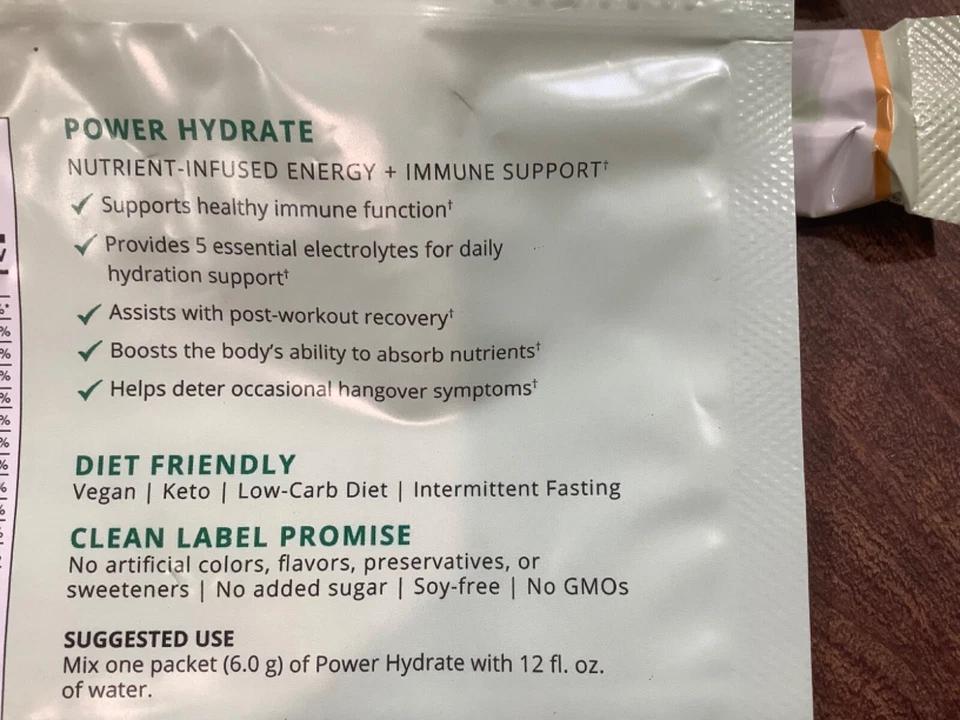 POWER HYDRATE
NUTRIENT-INFUSED ENERGY + IMMUNE SUPPORT†
✓ Supports healthy immune function†
✓ Provides 5 essential electrolytes for daily
hydration support†
✓ Assists with post-workout recovery†
✓ Boosts the body's ability to absorb nutrients†
✓ Helps deter occasional hangover symptoms†
DIET FRIENDLY
Vegan | Keto | Low-Carb Diet | Intermittent Fasting
CLEAN LABEL PROMISE
No artificial colors, flavors, preservatives, or
sweeteners | No added sugar | Soy-free | No GMOs
SUGGESTED USE
Mix one packet (6.0 g) of Power Hydrate with 12 fl. oz.
of water.